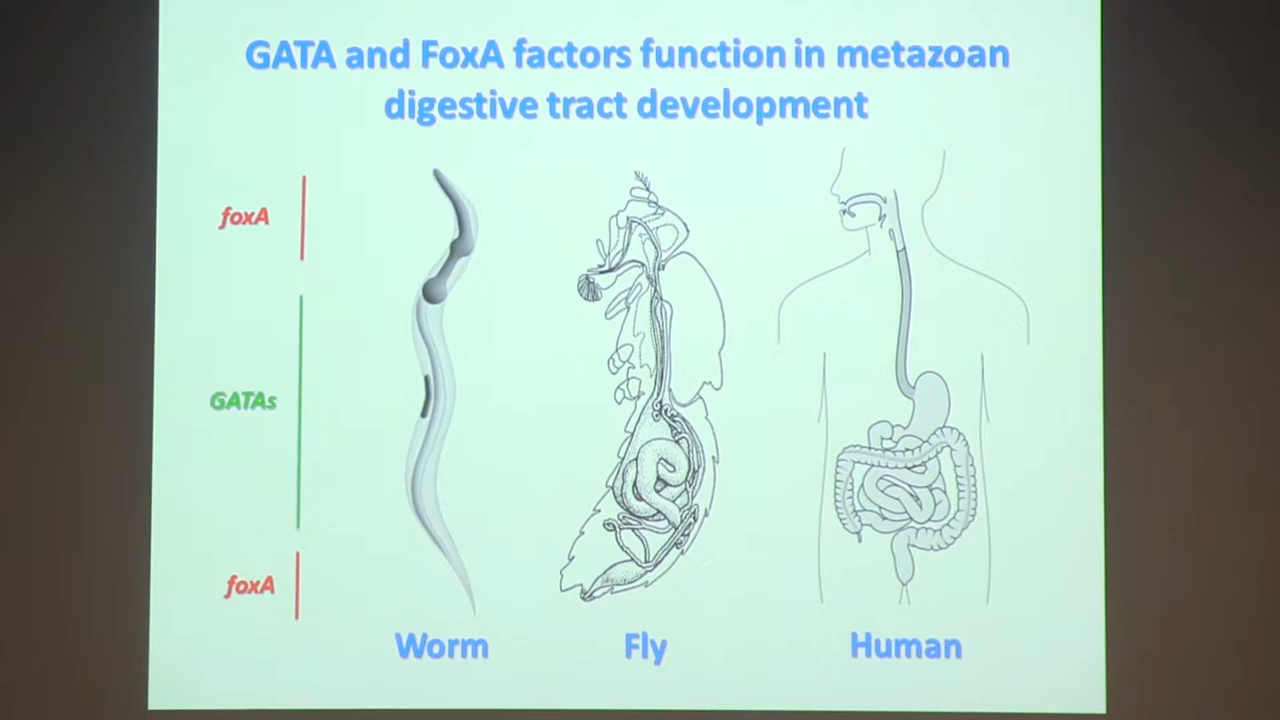 GATA and FoxA factors function in metazoan
digestive tract development
foxA
GATAs
foxA
Worm
Fly
Human